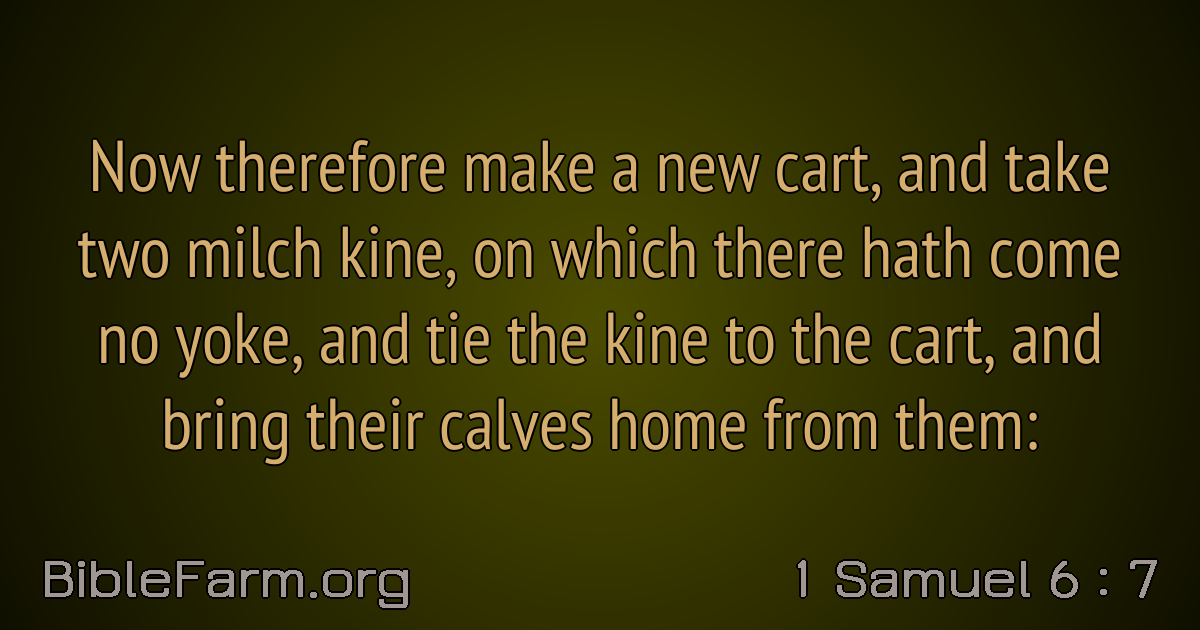 Now therefore make a new cart, and take
two milch kine, on which there hath come
no yoke, and tie the kine to the cart, and
bring their calves home from them:
BibleFarm.org
1 Samuel 6 : 7